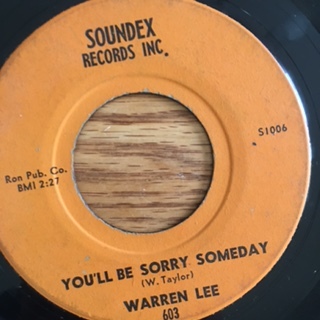 SOUNDEX
RECORDS INC.
S1006
Ron Pub. Co.
BMI 2:27
YOU'LL BE SORRY SOMEDAY
(W. Taylor)
WARREN LEE
603